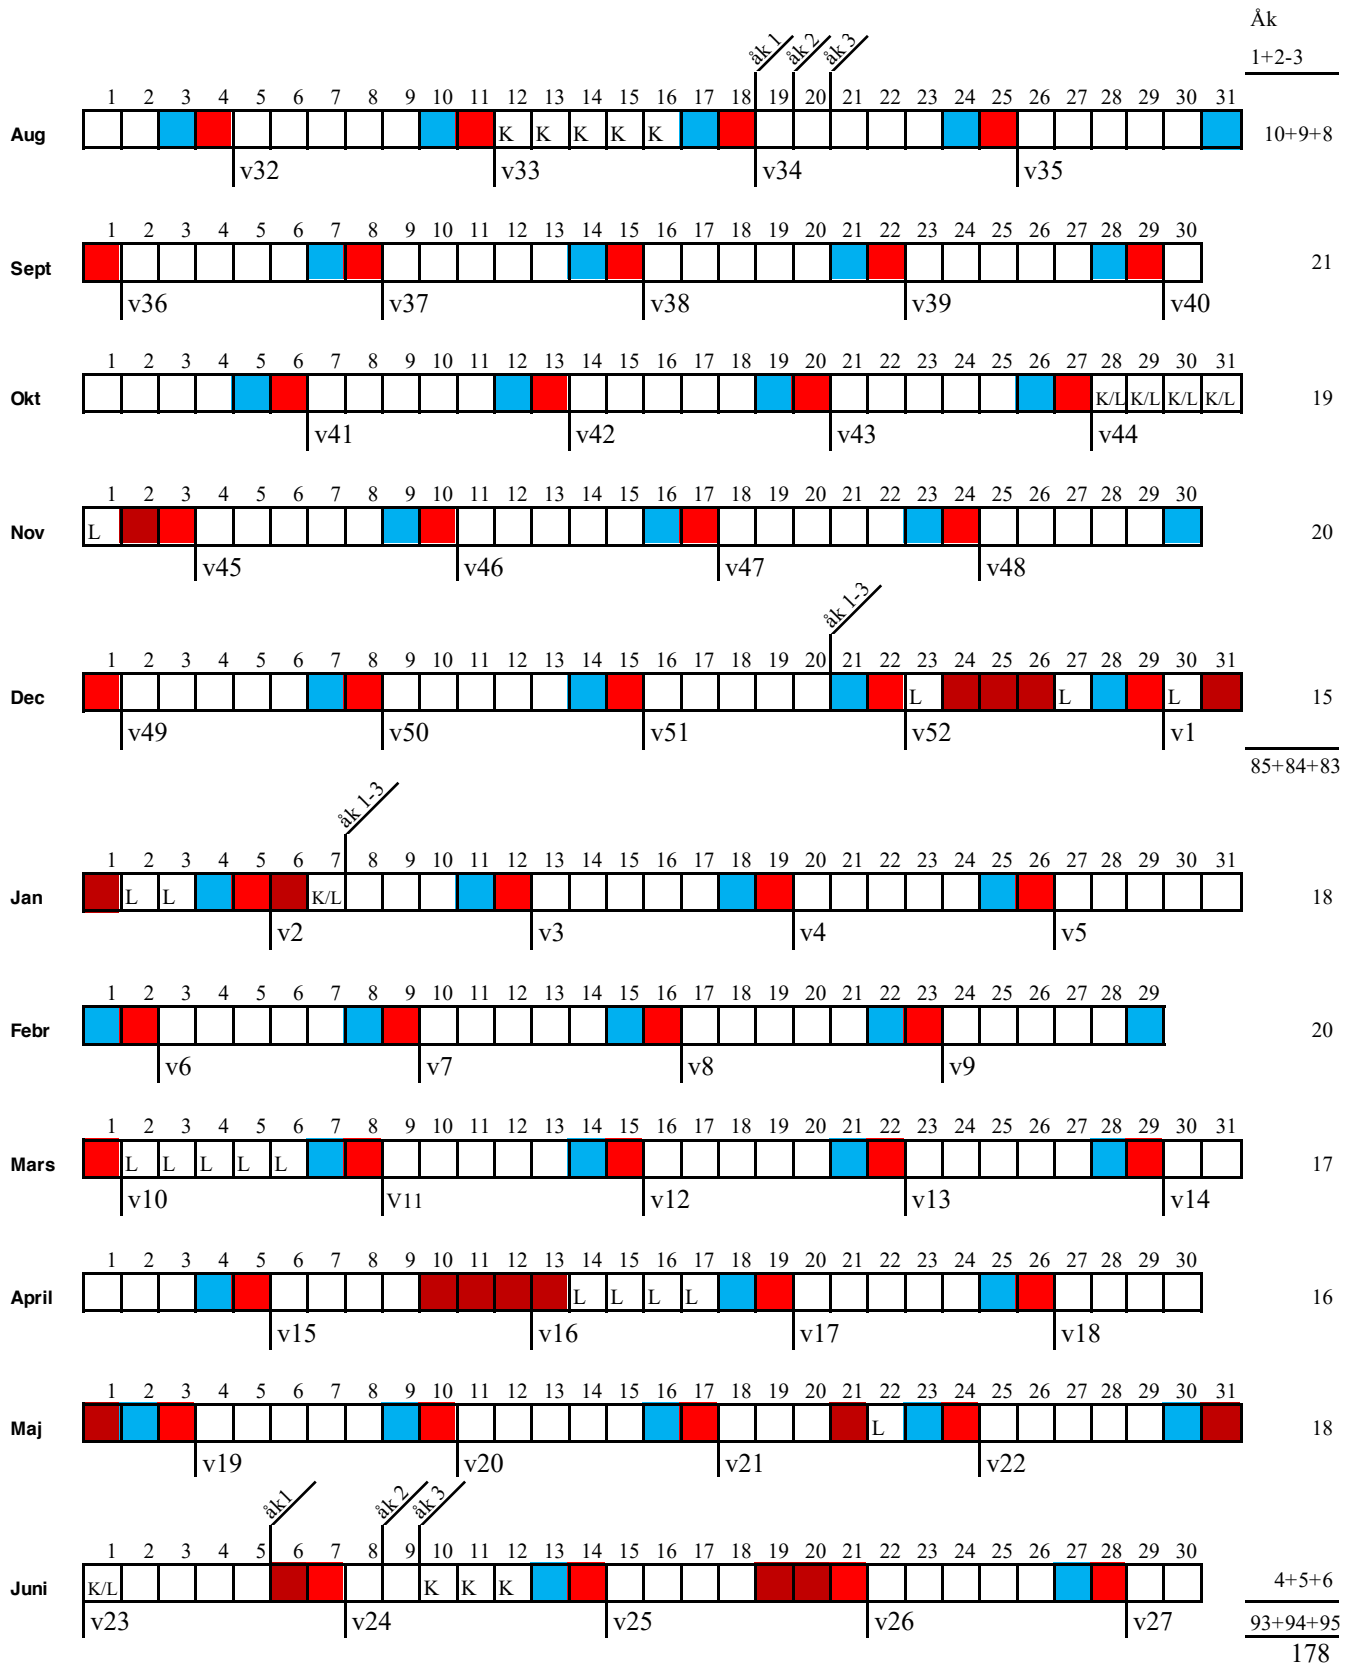 Åk
1+2-3
åk 1 åk 2 åk 3
1 2 3 4 5 6 7 8 9 10 11 12 13 14 15 16 17 18 19 20 21 22 23 24 25 26 27 28 29 30 31
Aug K K K K K 10+9+8
v32 v33 v34 v35
1 2 3 4 5 6 7 8 9 10 11 12 13 14 15 16 17 18 19 20 21 22 23 24 25 26 27 28 29 30
Sept 21
v36 v37 v38 v39 v40
1 2 3 4 5 6 7 8 9 10 11 12 13 14 15 16 17 18 19 20 21 22 23 24 25 26 27 28 29 30 31
Okt K/L K/L K/L K/L 19
v41 v42 v43 v44
1 2 3 4 5 6 7 8 9 10 11 12 13 14 15 16 17 18 19 20 21 22 23 24 25 26 27 28 29 30
Nov L 20
v45 v46 v47 v48
åk 1-3
1 2 3 4 5 6 7 8 9 10 11 12 13 14 15 16 17 18 19 20 21 22 23 24 25 26 27 28 29 30 31
Dec L L L 15
v49 v50 v51 v52 v1
85+84+83
åk 1-3
1 2 3 4 5 6 7 8 9 10 11 12 13 14 15 16 17 18 19 20 21 22 23 24 25 26 27 28 29 30 31
Jan L L K/L 18
v2 v3 v4 v5
1 2 3 4 5 6 7 8 9 10 11 12 13 14 15 16 17 18 19 20 21 22 23 24 25 26 27 28 29
Febr 20
v6 v7 v8 v9
1 2 3 4 5 6 7 8 9 10 11 12 13 14 15 16 17 18 19 20 21 22 23 24 25 26 27 28 29 30 31
Mars L L L L L 17
v10 V11 v12 v13 v14
1 2 3 4 5 6 7 8 9 10 11 12 13 14 15 16 17 18 19 20 21 22 23 24 25 26 27 28 29 30
April L L L L 16
v15 v16 v17 v18
1 2 3 4 5 6 7 8 9 10 11 12 13 14 15 16 17 18 19 20 21 22 23 24 25 26 27 28 29 30 31
Maj L 18
v19 v20 v21 v22
åk1 åk 2 åk 3
1 2 3 4 5 6 7 8 9 10 11 12 13 14 15 16 17 18 19 20 21 22 23 24 25 26 27 28 29 30
Juni K/L K K K 4+5+6
v23 v24 v25 v26 v27 93+94+95
178